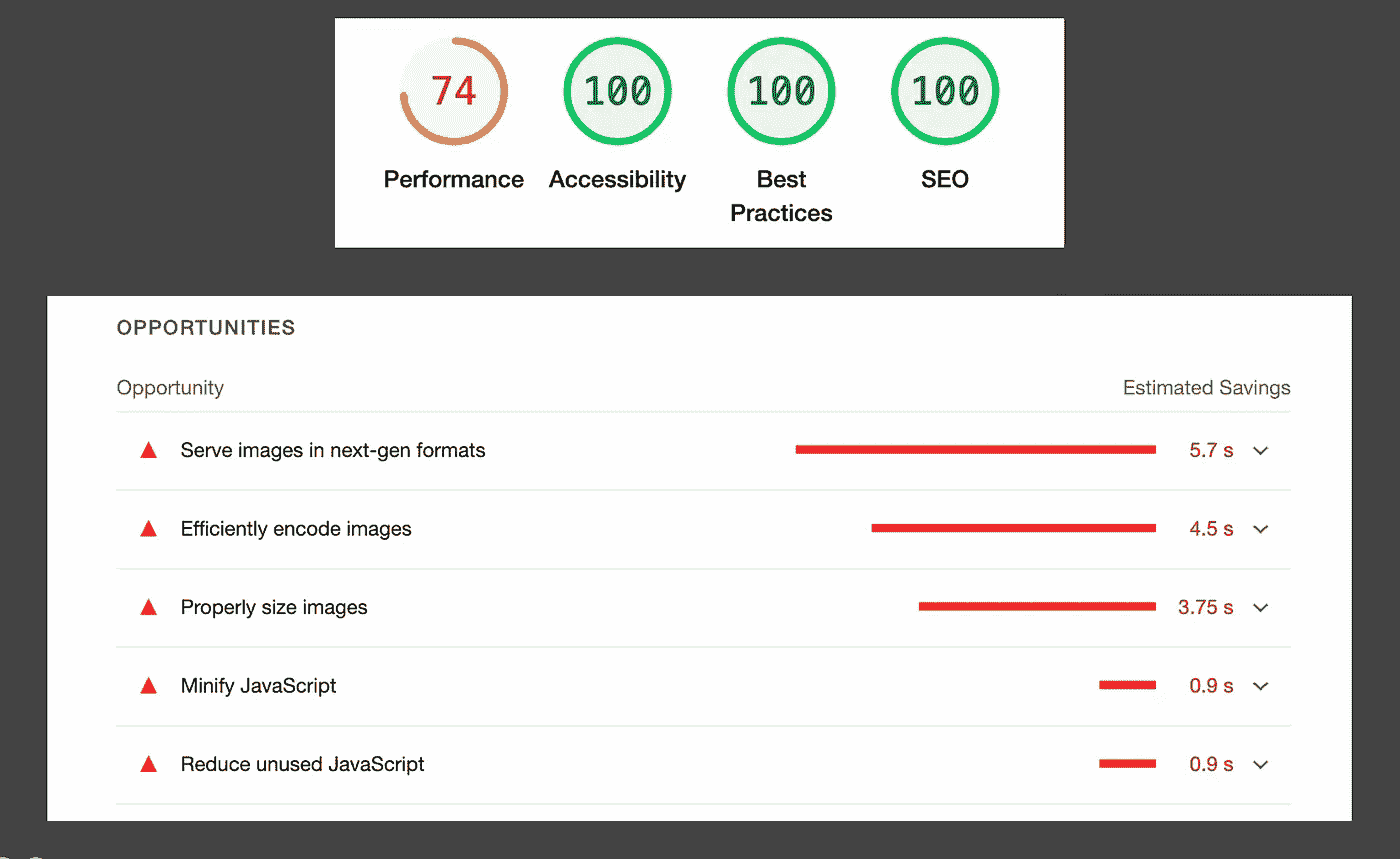 74 100 100 100
Performance Accessibility Best Practices SEO
OPPORTUNITIES
Opportunity Estimated Savings
Serve images in next-gen formats 5.7 s
Efficiently encode images 4.5 s
Properly size images 3.75 s
Minify JavaScript 0.9 s
Reduce unused JavaScript 0.9 s